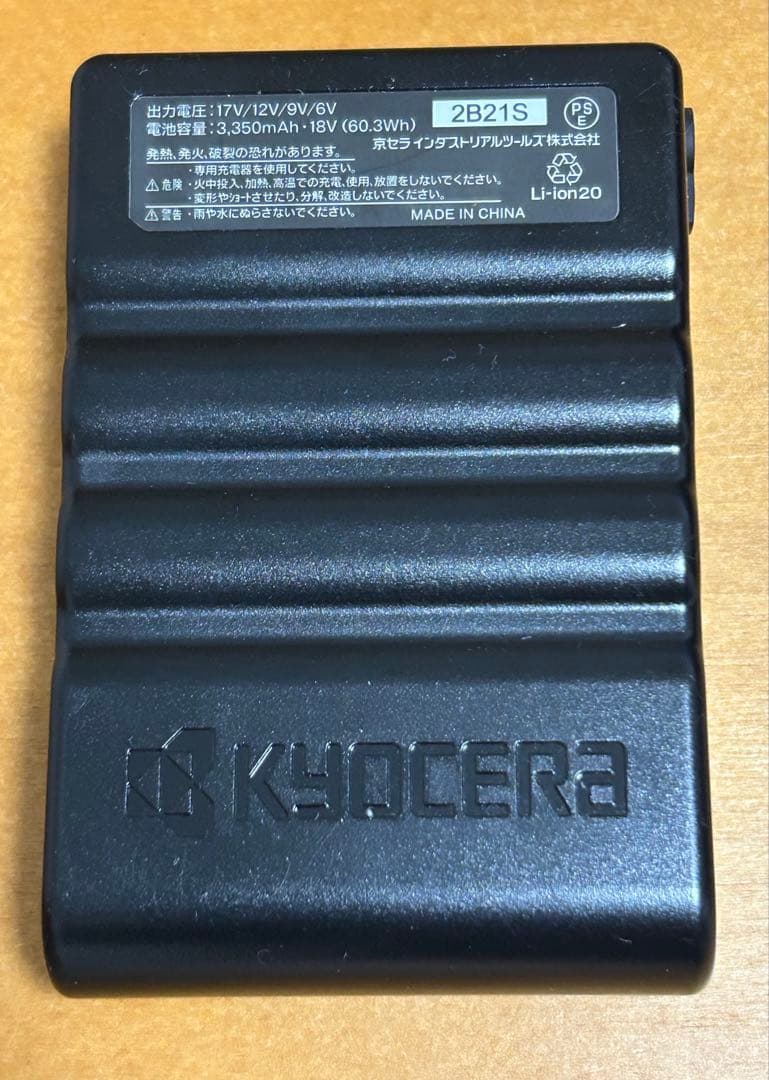 出力電圧:17V/12V/9V/6V
2B21S
PS
E
電池容量:3,350mAh・18V(60.3Wh)
京セラインダストリアルツールズ株式会社
発熱、発火、破裂の恐れがあります。
・専用充電器を使用してください。
⚠危険 ・火中投入、加熱、高温での充電、使用、放置をしないでください。
・変形やショートさせたり、分解、改造しないでください。
Li-ion20
⚠警告 ・雨や水にぬらさないでください。
MADE IN CHINA
KYOCERA